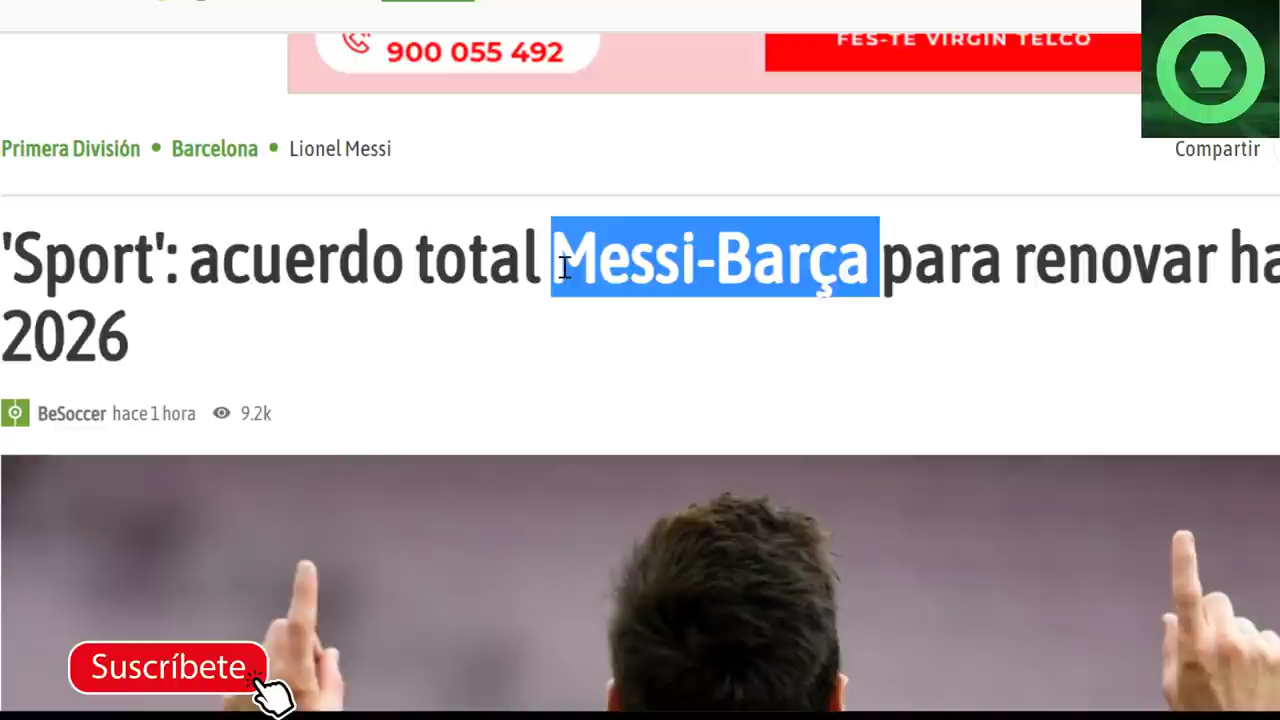 900 055 492
FES-TE VIRGIN TELCO
Primera División • Barcelona • Lionel Messi
Compartir
'Sport': acuerdo total Messi-Barça para renovar ha
2026
BeSoccer hace 1 hora 9.2k
Suscríbete